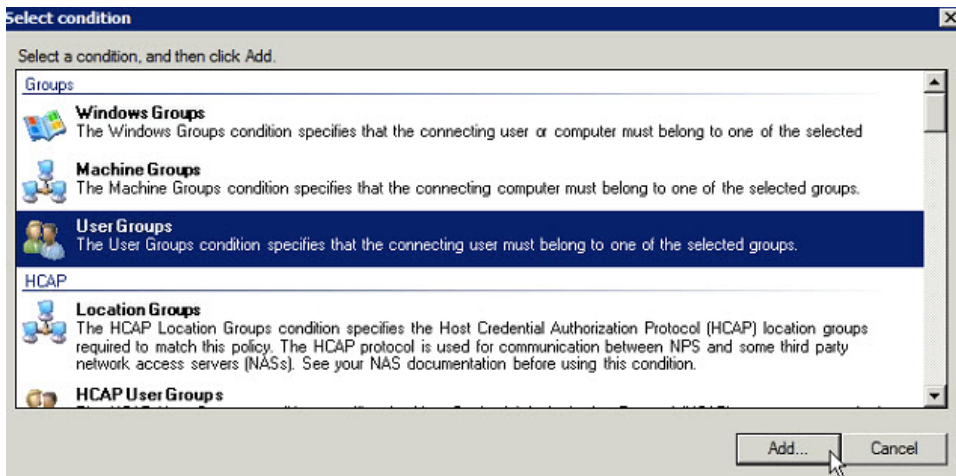 Select condition
Select a condition, and then click Add.
Groups
Windows Groups
The Windows Groups condition specifies that the connecting user or computer must belong to one of the selected
Machine Groups
The Machine Groups condition specifies that the connecting computer must belong to one of the selected groups.
User Groups
The User Groups condition specifies that the connecting user must belong to one of the selected groups.
HCAP
Location Groups
The HCAP Location Groups condition specifies the Host Credential Authorization Protocol (HCAP) location groups
required to match this policy. The HCAP protocol is used for communication between NPS and some third party
network access servers (NASs). See your NAS documentation before using this condition.
HCAP User Groups
Add...
Cancel